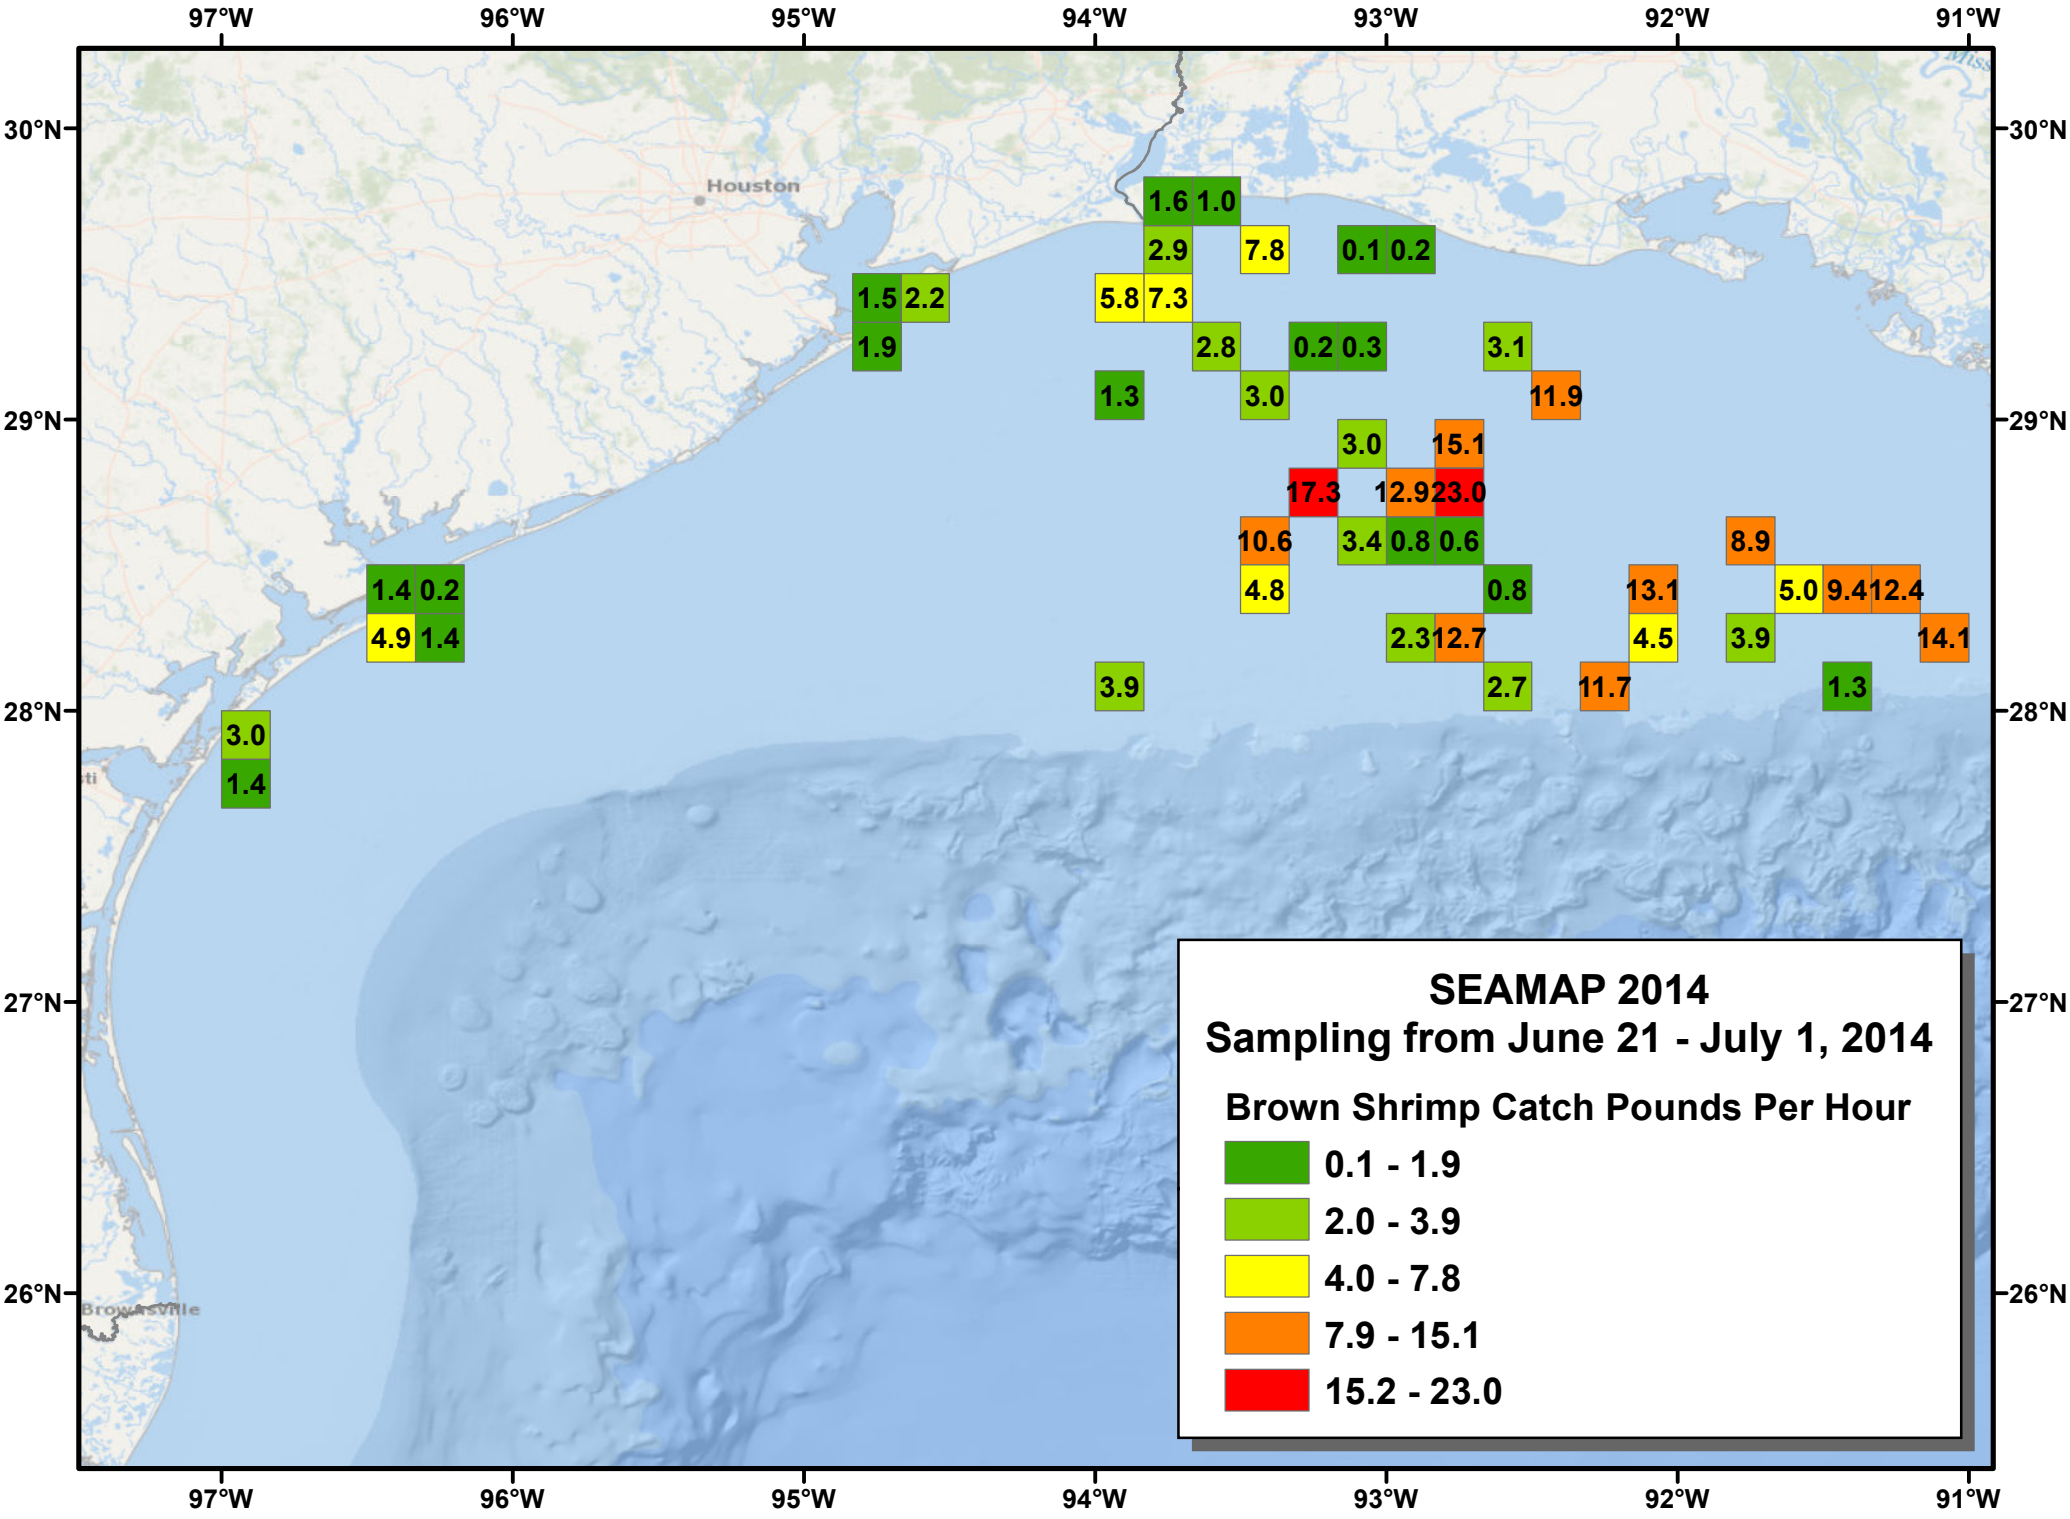 97°W 96°W 95°W 94°W 93°W 92°W 91°W
Miss
30°N 30°N
Houston
1.6 1.0
2.9 7.8 0.1 0.2
1.5 2.2 5.8 7.3
1.9 2.8 0.2 0.3 3.1
1.3 3.0 11.9
29°N 29°N
3.0 15.1
17.3 12.9 23.0
10.6 3.4 0.8 0.6 8.9
1.4 0.2 4.8 0.8 13.1 5.0 9.4 12.4
4.9 1.4 2.3 12.7 4.5 3.9 14.1
3.9 2.7 11.7 1.3
28°N 28°N
3.0
ti
1.4
27°N 27°N
SEAMAP 2014
Sampling from June 21 - July 1, 2014
Brown Shrimp Catch Pounds Per Hour
0.1 - 1.9
2.0 - 3.9
4.0 - 7.8
7.9 - 15.1
15.2 - 23.0
26°N 26°N
Brownsville
97°W 96°W 95°W 94°W 93°W 92°W 91°W